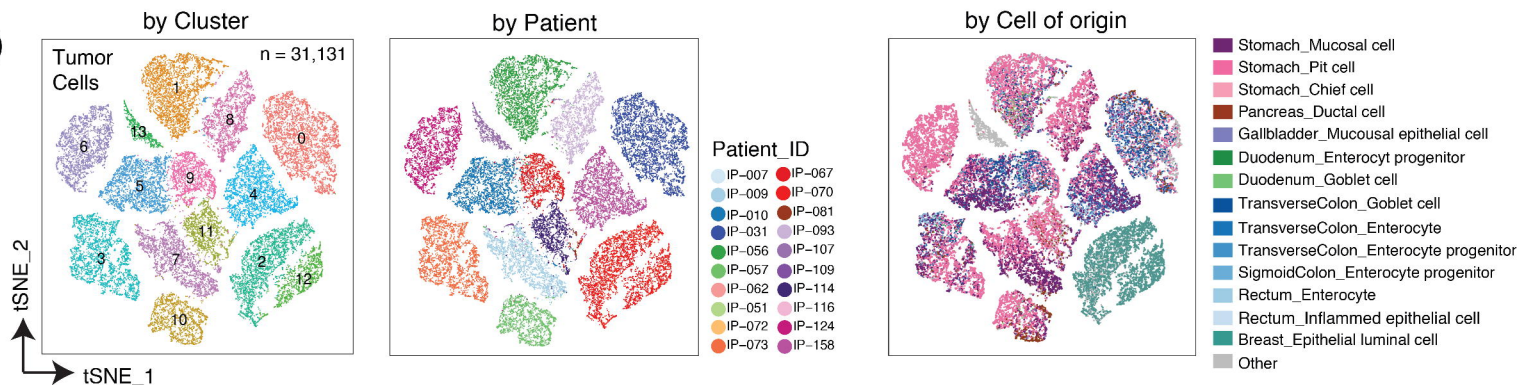 by Cluster
by Patient
by Cell of origin
Tumor
Cells
n = 31,131
1
8
0
13
6
5
9
4
11
3
7
2
12
10
tSNE_2
tSNE_1
Patient_ID
IP-007
IP-009
IP-010
IP-031
IP-056
IP-057
IP-062
IP-051
IP-072
IP-073
IP-067
IP-070
IP-081
IP-093
IP-107
IP-109
IP-114
IP-116
IP-124
IP-158
Stomach_Mucosal cell
Stomach_Pit cell
Stomach_Chief cell
Pancreas_Ductal cell
Gallbladder_Mucousal epithelial cell
Duodenum_Enterocyt progenitor
Duodenum_Goblet cell
TransverseColon_Goblet cell
TransverseColon_Enterocyte
TransverseColon_Enterocyte progenitor
SigmoidColon_Enterocyte progenitor
Rectum_Enterocyte
Rectum_Inflammed epithelial cell
Breast_Epithelial luminal cell
Other